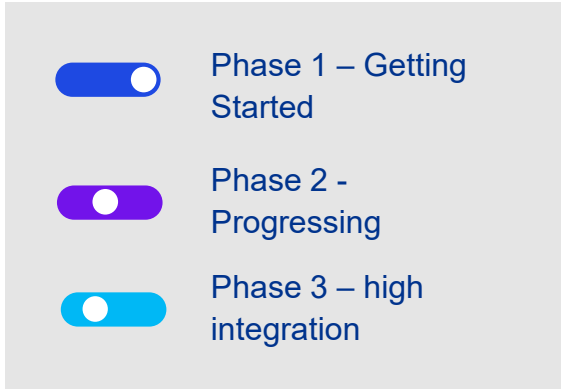 Phase 1 – Getting
Started
Phase 2 -
Progressing
Phase 3 – high
integration